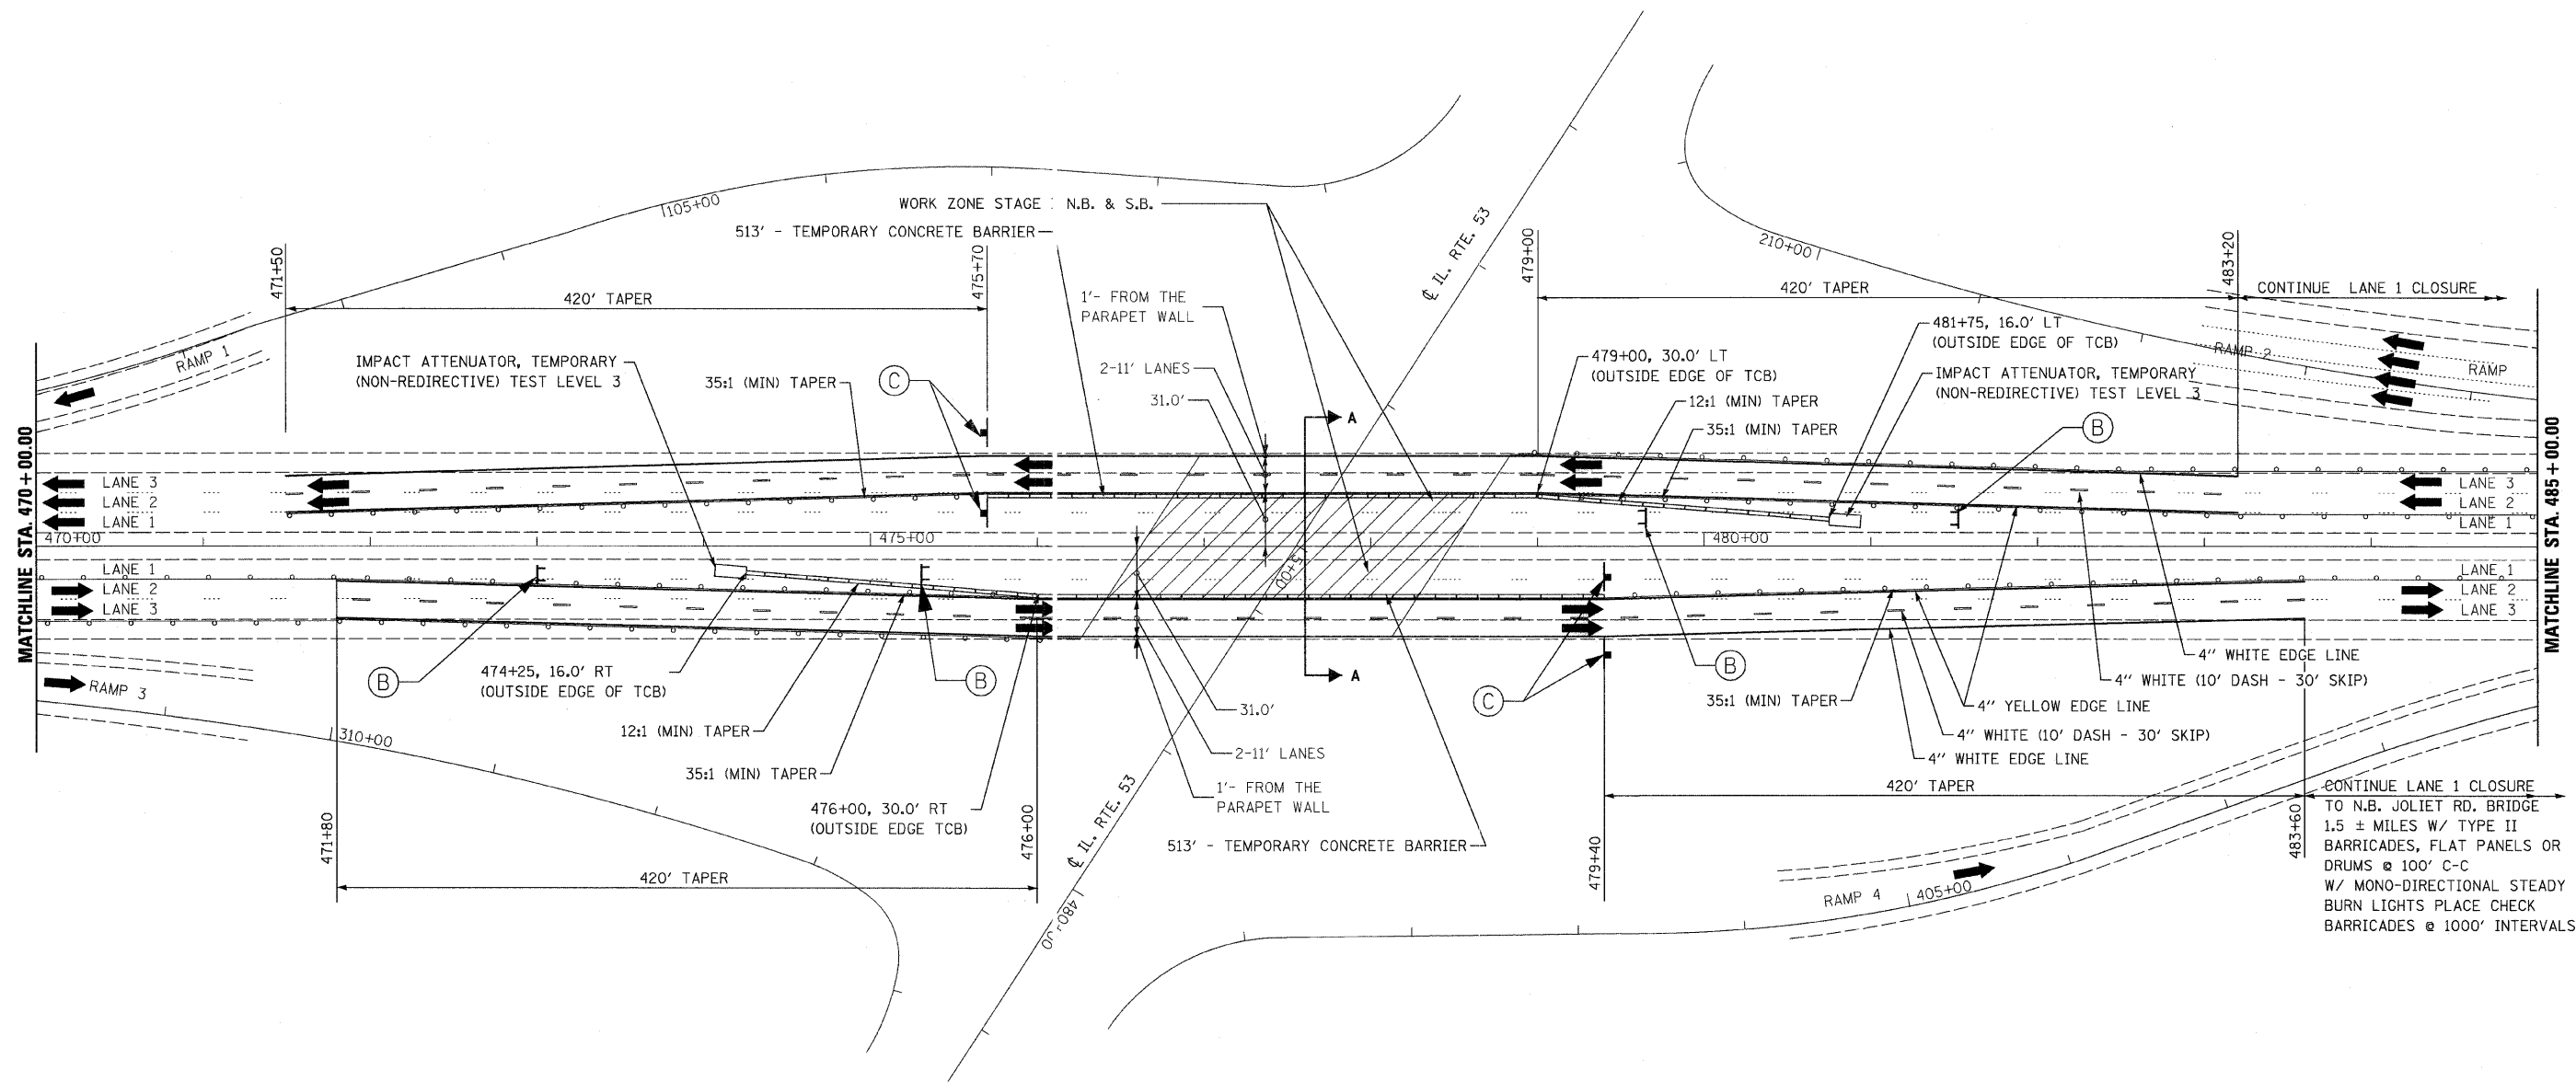 105+00
WORK ZONE STAGE : N.B. & S.B.
513' - TEMPORARY CONCRETE BARRIER
471+50
475+70
420' TAPER
1'- FROM THE
PARAPET WALL
2-11' LANES
31.0'
RAMP 1
IMPACT ATTENUATOR, TEMPORARY
(NON-REDIRECTIVE) TEST LEVEL 3
35:1 (MIN) TAPER
C
℄ IL. RTE. 53
479+00
210+00
483+20
420' TAPER
CONTINUE LANE 1 CLOSURE
481+75, 16.0' LT
(OUTSIDE EDGE OF TCB)
479+00, 30.0' LT
(OUTSIDE EDGE OF TCB)
IMPACT ATTENUATOR, TEMPORARY
(NON-REDIRECTIVE) TEST LEVEL 3
12:1 (MIN) TAPER
35:1 (MIN) TAPER
B
RAMP 2
RAMP
A
MATCHLINE STA. 470+00.00
LANE 3
LANE 2
LANE 1
470+00
475+00
480+00
LANE 3
LANE 2
LANE 1
MATCHLINE STA. 485+00.00
LANE 1
LANE 2
LANE 3
5+00
LANE 1
LANE 2
LANE 3
RAMP 3
B
474+25, 16.0' RT
(OUTSIDE EDGE OF TCB)
B
12:1 (MIN) TAPER
35:1 (MIN) TAPER
476+00, 30.0' RT
(OUTSIDE EDGE TCB)
310+00
471+80
476+00
420' TAPER
A
31.0'
2-11' LANES
1'- FROM THE
PARAPET WALL
513' - TEMPORARY CONCRETE BARRIER
℄ IL. RTE. 53
C
B
35:1 (MIN) TAPER
4" WHITE EDGE LINE
4" WHITE (10' DASH - 30' SKIP)
4" YELLOW EDGE LINE
4" WHITE (10' DASH - 30' SKIP)
4" WHITE EDGE LINE
479+40
420' TAPER
483+60
RAMP 4
405+00
CONTINUE LANE 1 CLOSURE
TO N.B. JOLIET RD. BRIDGE
1.5 ± MILES W/ TYPE II
BARRICADES, FLAT PANELS OR
DRUMS @ 100' C-C
W/ MONO-DIRECTIONAL STEADY
BURN LIGHTS PLACE CHECK
BARRICADES @ 1000' INTERVALS